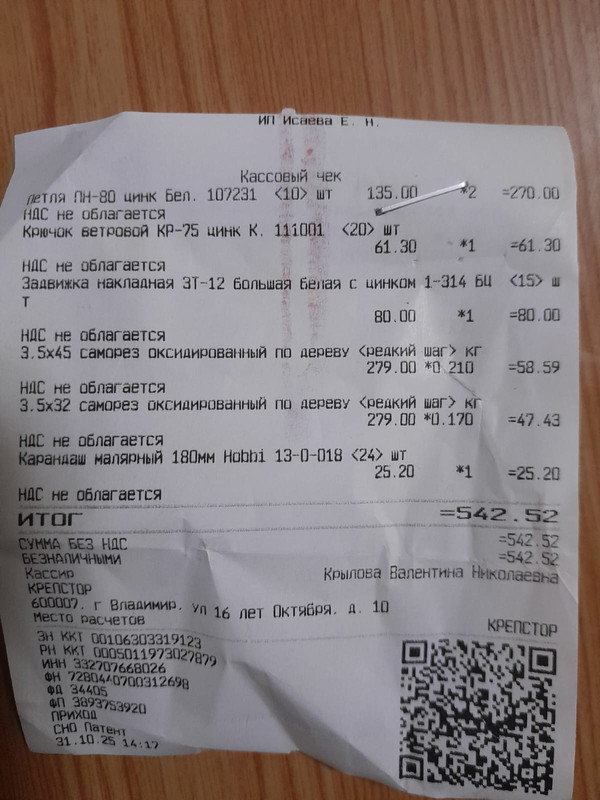 ИП Исаева Е. Н.
Кассовый чек
петля ПН-80 цинк Бел. 107231 <10> шт 135.00 *2 =270.00
НДС не облагается
Крючок ветровой КР-75 цинк К. 111001 <20> шт
61.30 *1 =61.30
НДС не облагается
Задвижка накладная ЗТ-12 большая белая с цинком 1-314 БЦ <15> ш
т
80.00 *1 =80.00
НДС не облагается
3.5х45 саморез оксидированный по дереву <редкий шаг> кг
279.00 *0.210 =58.59
НДС не облагается
3.5х32 саморез оксидированный по дереву <редкий шаг> кг
279.00 *0.170 =47.43
НДС не облагается
Карандаш малярный 180мм Hobbi 13-0-018 <24> шт
25.20 *1 =25.20
НДС не облагается
ИТОГ =542.52
СУММА БЕЗ НДС =542.52
БЕЗНАЛИЧНЫМИ =542.52
Кассир Крылова Валентина Николаевна
КРЕПСТОР
600007, г Владимир, ул 16 лет Октября, д. 10
Место расчетов КРЕПСТОР
ЗН ККТ 00106303319123
РН ККТ 0005011973027879
ИНН 332707668026
ФН 7280440700312698
ФД 34405
ФП 3893753920
ПРИХОД
СНО Патент
31.10.25 14:17